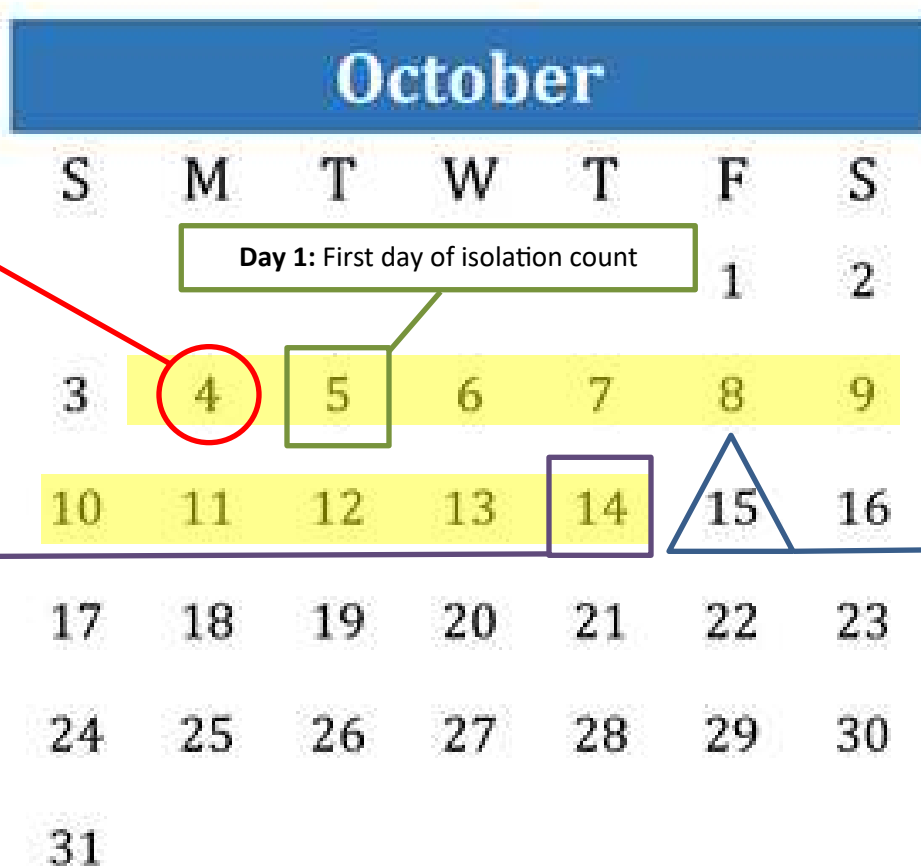 October
S M T W T F S
Day 1: First day of isolation count
1 2
3 4 5 6 7 8 9
10 11 12 13 14 15 16
17 18 19 20 21 22 23
24 25 26 27 28 29 30
31